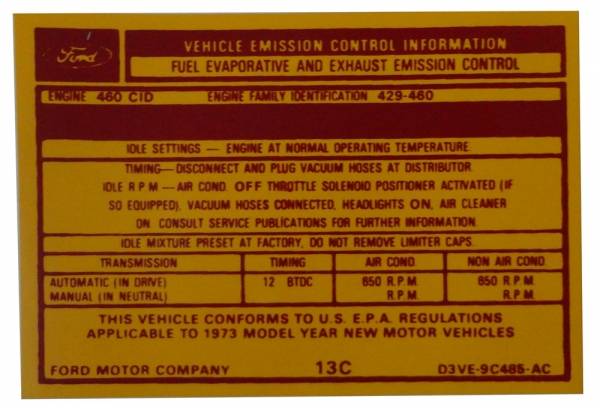 Ford
VEHICLE EMISSION CONTROL INFORMATION
FUEL EVAPORATIVE AND EXHAUST EMISSION CONTROL
ENGINE 460 CID ENGINE FAMILY IDENTIFICATION 429-460
IDLE SETTINGS — ENGINE AT NORMAL OPERATING TEMPERATURE.
TIMING— DISCONNECT AND PLUG VACUUM HOSES AT DISTRIBUTOR.
IDLE R.P.M — AIR COND. OFF THROTTLE SOLENOID POSITIONER ACTIVATED (IF
SO EQUIPPED). VACUUM HOSES CONNECTED, HEADLIGHTS ON, AIR CLEANER
ON. CONSULT SERVICE PUBLICATIONS FOR FURTHER INFORMATION.
IDLE MIXTURE PRESET AT FACTORY, DO NOT REMOVE LIMITER CAPS.
TRANSMISSION TIMING AIR COND. NON AIR COND.
AUTOMATIC (IN DRIVE) 12 BTDC 650 R.P.M. 650 R.P.M.
MANUAL (IN NEUTRAL) R.P.M. R.P.M.
THIS VEHICLE CONFORMS TO U.S. E.P.A. REGULATIONS
APPLICABLE TO 1973 MODEL YEAR NEW MOTOR VEHICLES
FORD MOTOR COMPANY 13C D3VE-9C485-AC